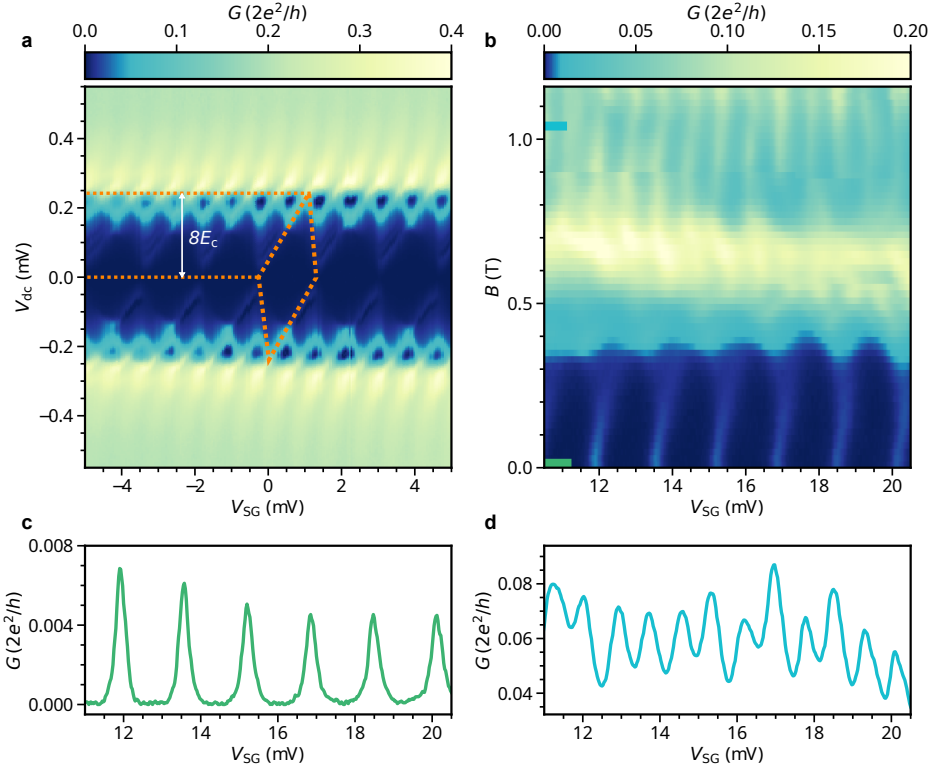 G (2e²/h)
a
0.0 0.1 0.2 0.3 0.4
V_dc (mV)
0.4
0.2
0.0
−0.2
−0.4
8E_c
−4 −2 0 2 4
V_SG (mV)
G (2e²/h)
b
0.00 0.05 0.10 0.15 0.20
B (T)
1.0
0.5
0.0
12 14 16 18 20
V_SG (mV)
c
G (2e²/h)
0.008
0.004
0.000
12 14 16 18 20
V_SG (mV)
d
G (2e²/h)
0.08
0.06
0.04
12 14 16 18 20
V_SG (mV)